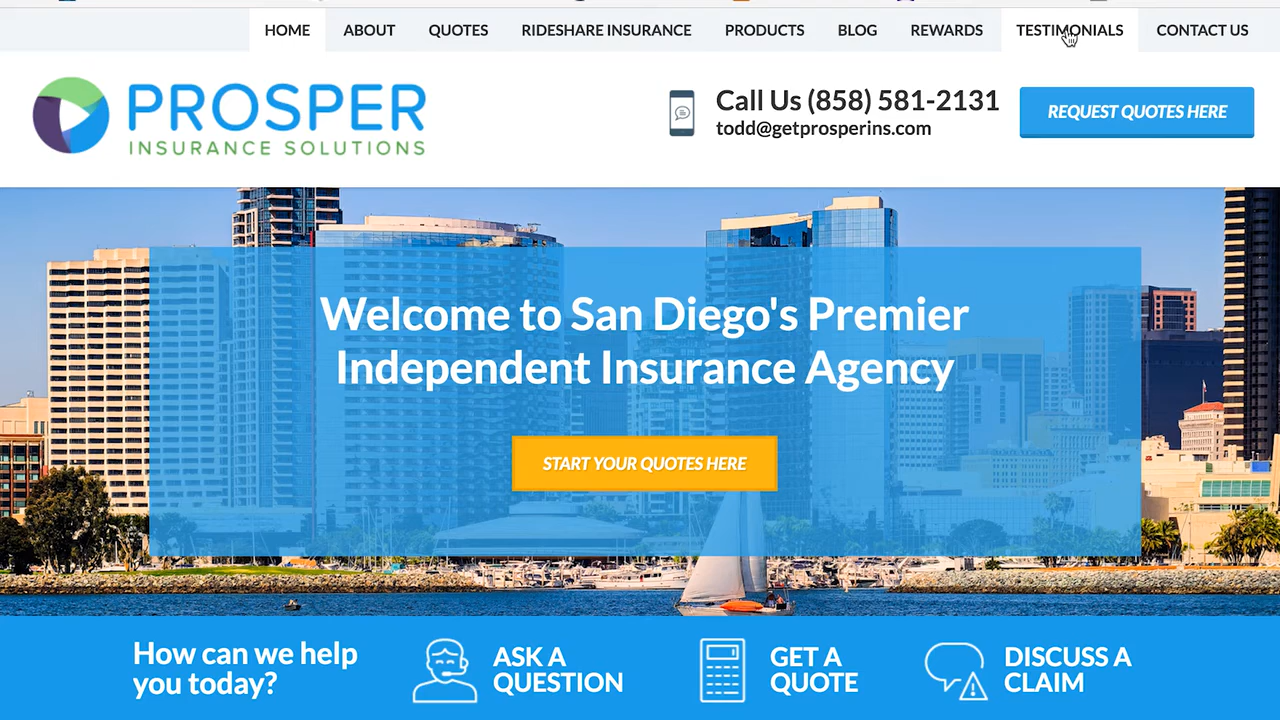 HOME ABOUT QUOTES RIDESHARE INSURANCE PRODUCTS BLOG REWARDS TESTIMONIALS CONTACT US
PROSPER
INSURANCE SOLUTIONS
Call Us (858) 581-2131
todd@getprosperins.com
REQUEST QUOTES HERE
Welcome to San Diego's Premier
Independent Insurance Agency
START YOUR QUOTES HERE
How can we help
you today?
ASK A
QUESTION
GET A
QUOTE
DISCUSS A
CLAIM